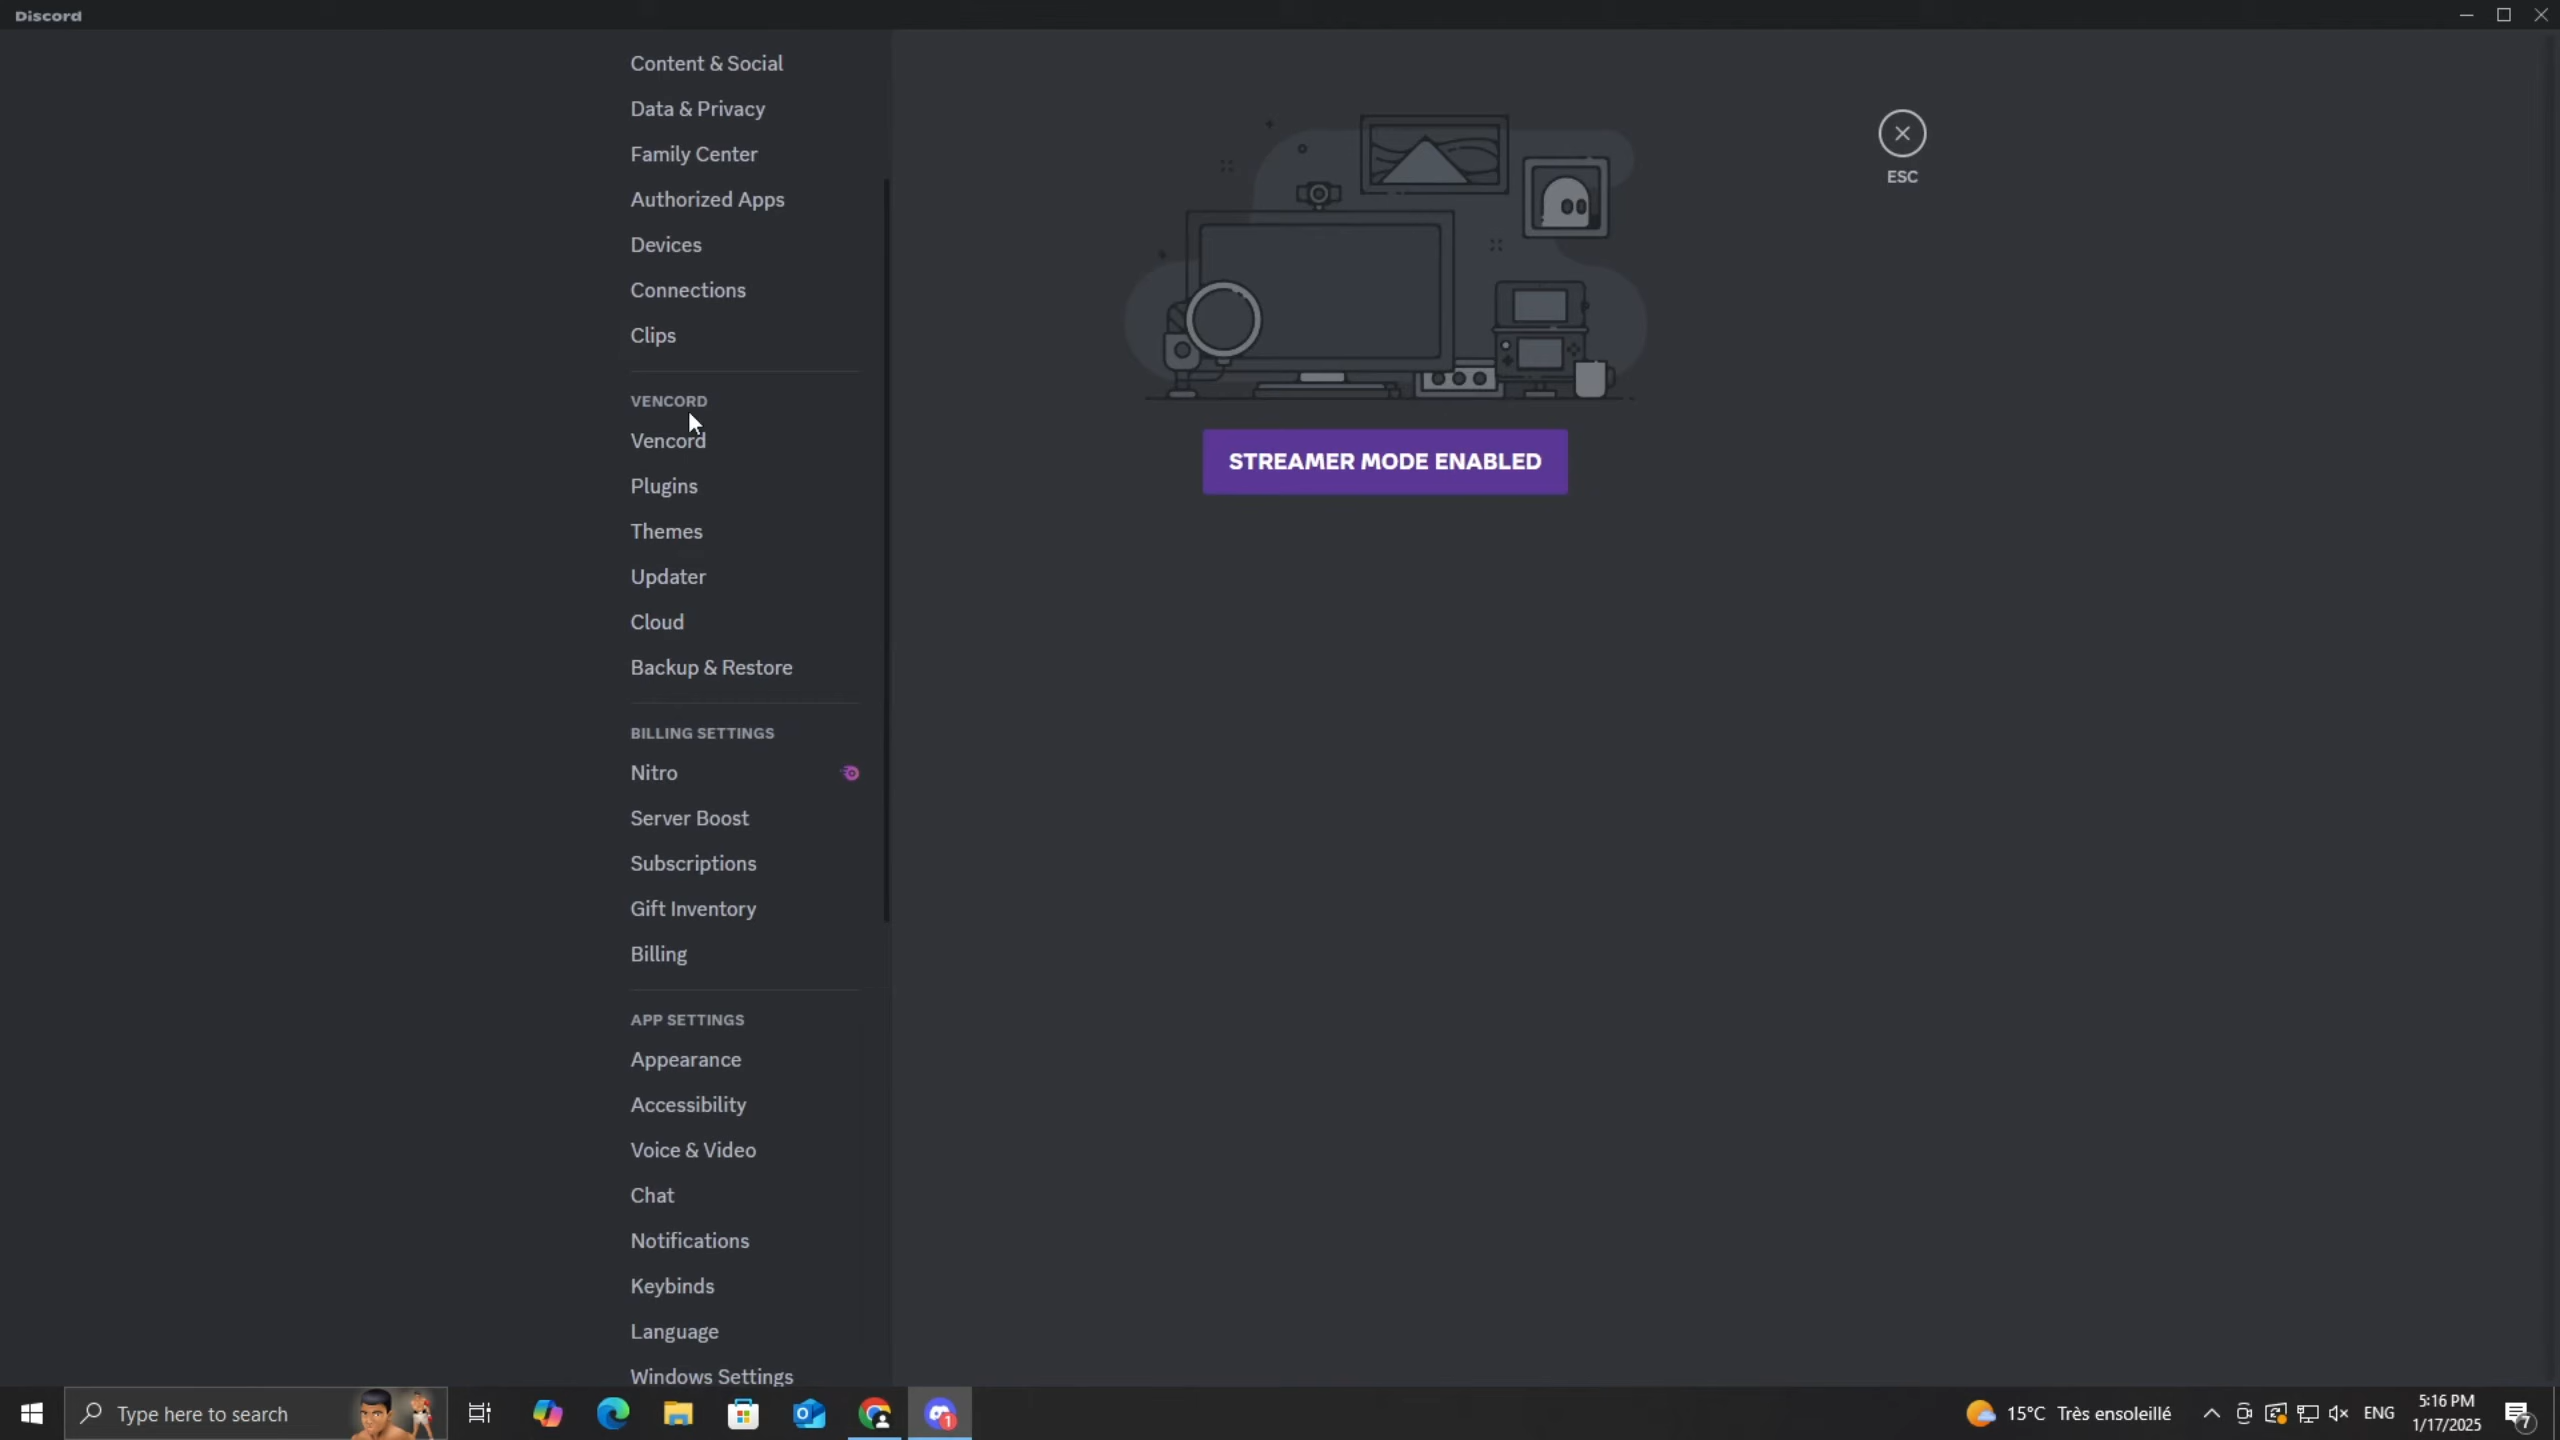 Discord
Content & Social
Data & Privacy
Family Center
Authorized Apps
Devices
Connections
Clips
VENCORD
Vencord
Plugins
Themes
Updater
Cloud
Backup & Restore
BILLING SETTINGS
Nitro
Server Boost
Subscriptions
Gift Inventory
Billing
APP SETTINGS
Appearance
Accessibility
Voice & Video
Chat
Notifications
Keybinds
Language
Windows Settings
ESC
STREAMER MODE ENABLED
Type here to search
1
15°C Très ensoleillé
ENG
5:16 PM
1/17/2025
7